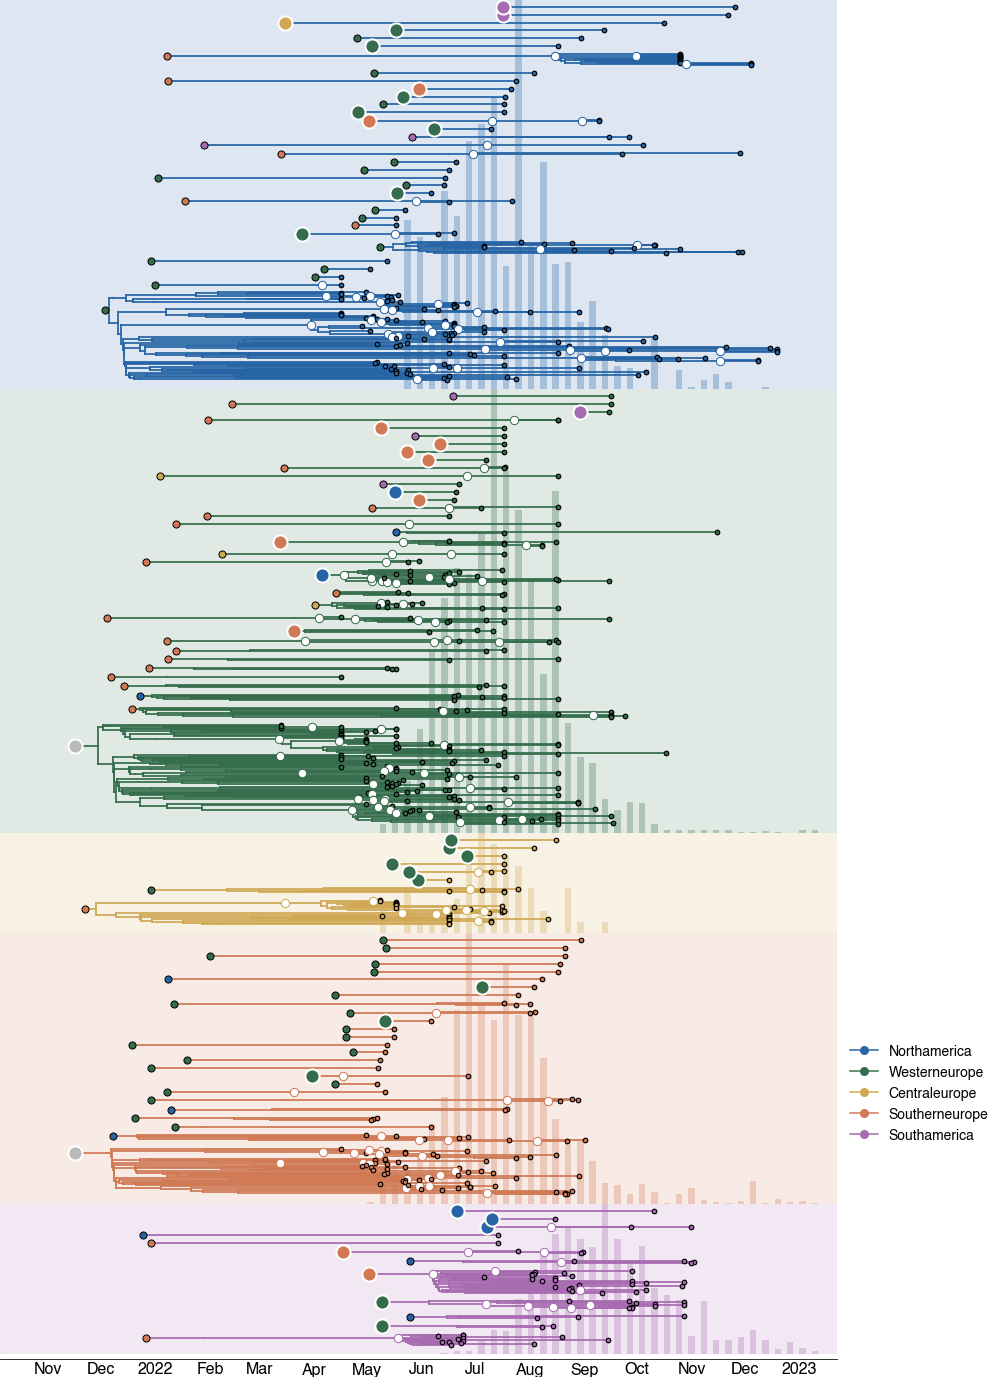 Northamerica
Westerneurope
Centraleurope
Southerneurope
Southamerica
Nov Dec 2022 Feb Mar Apr May Jun Jul Aug Sep Oct Nov Dec 2023